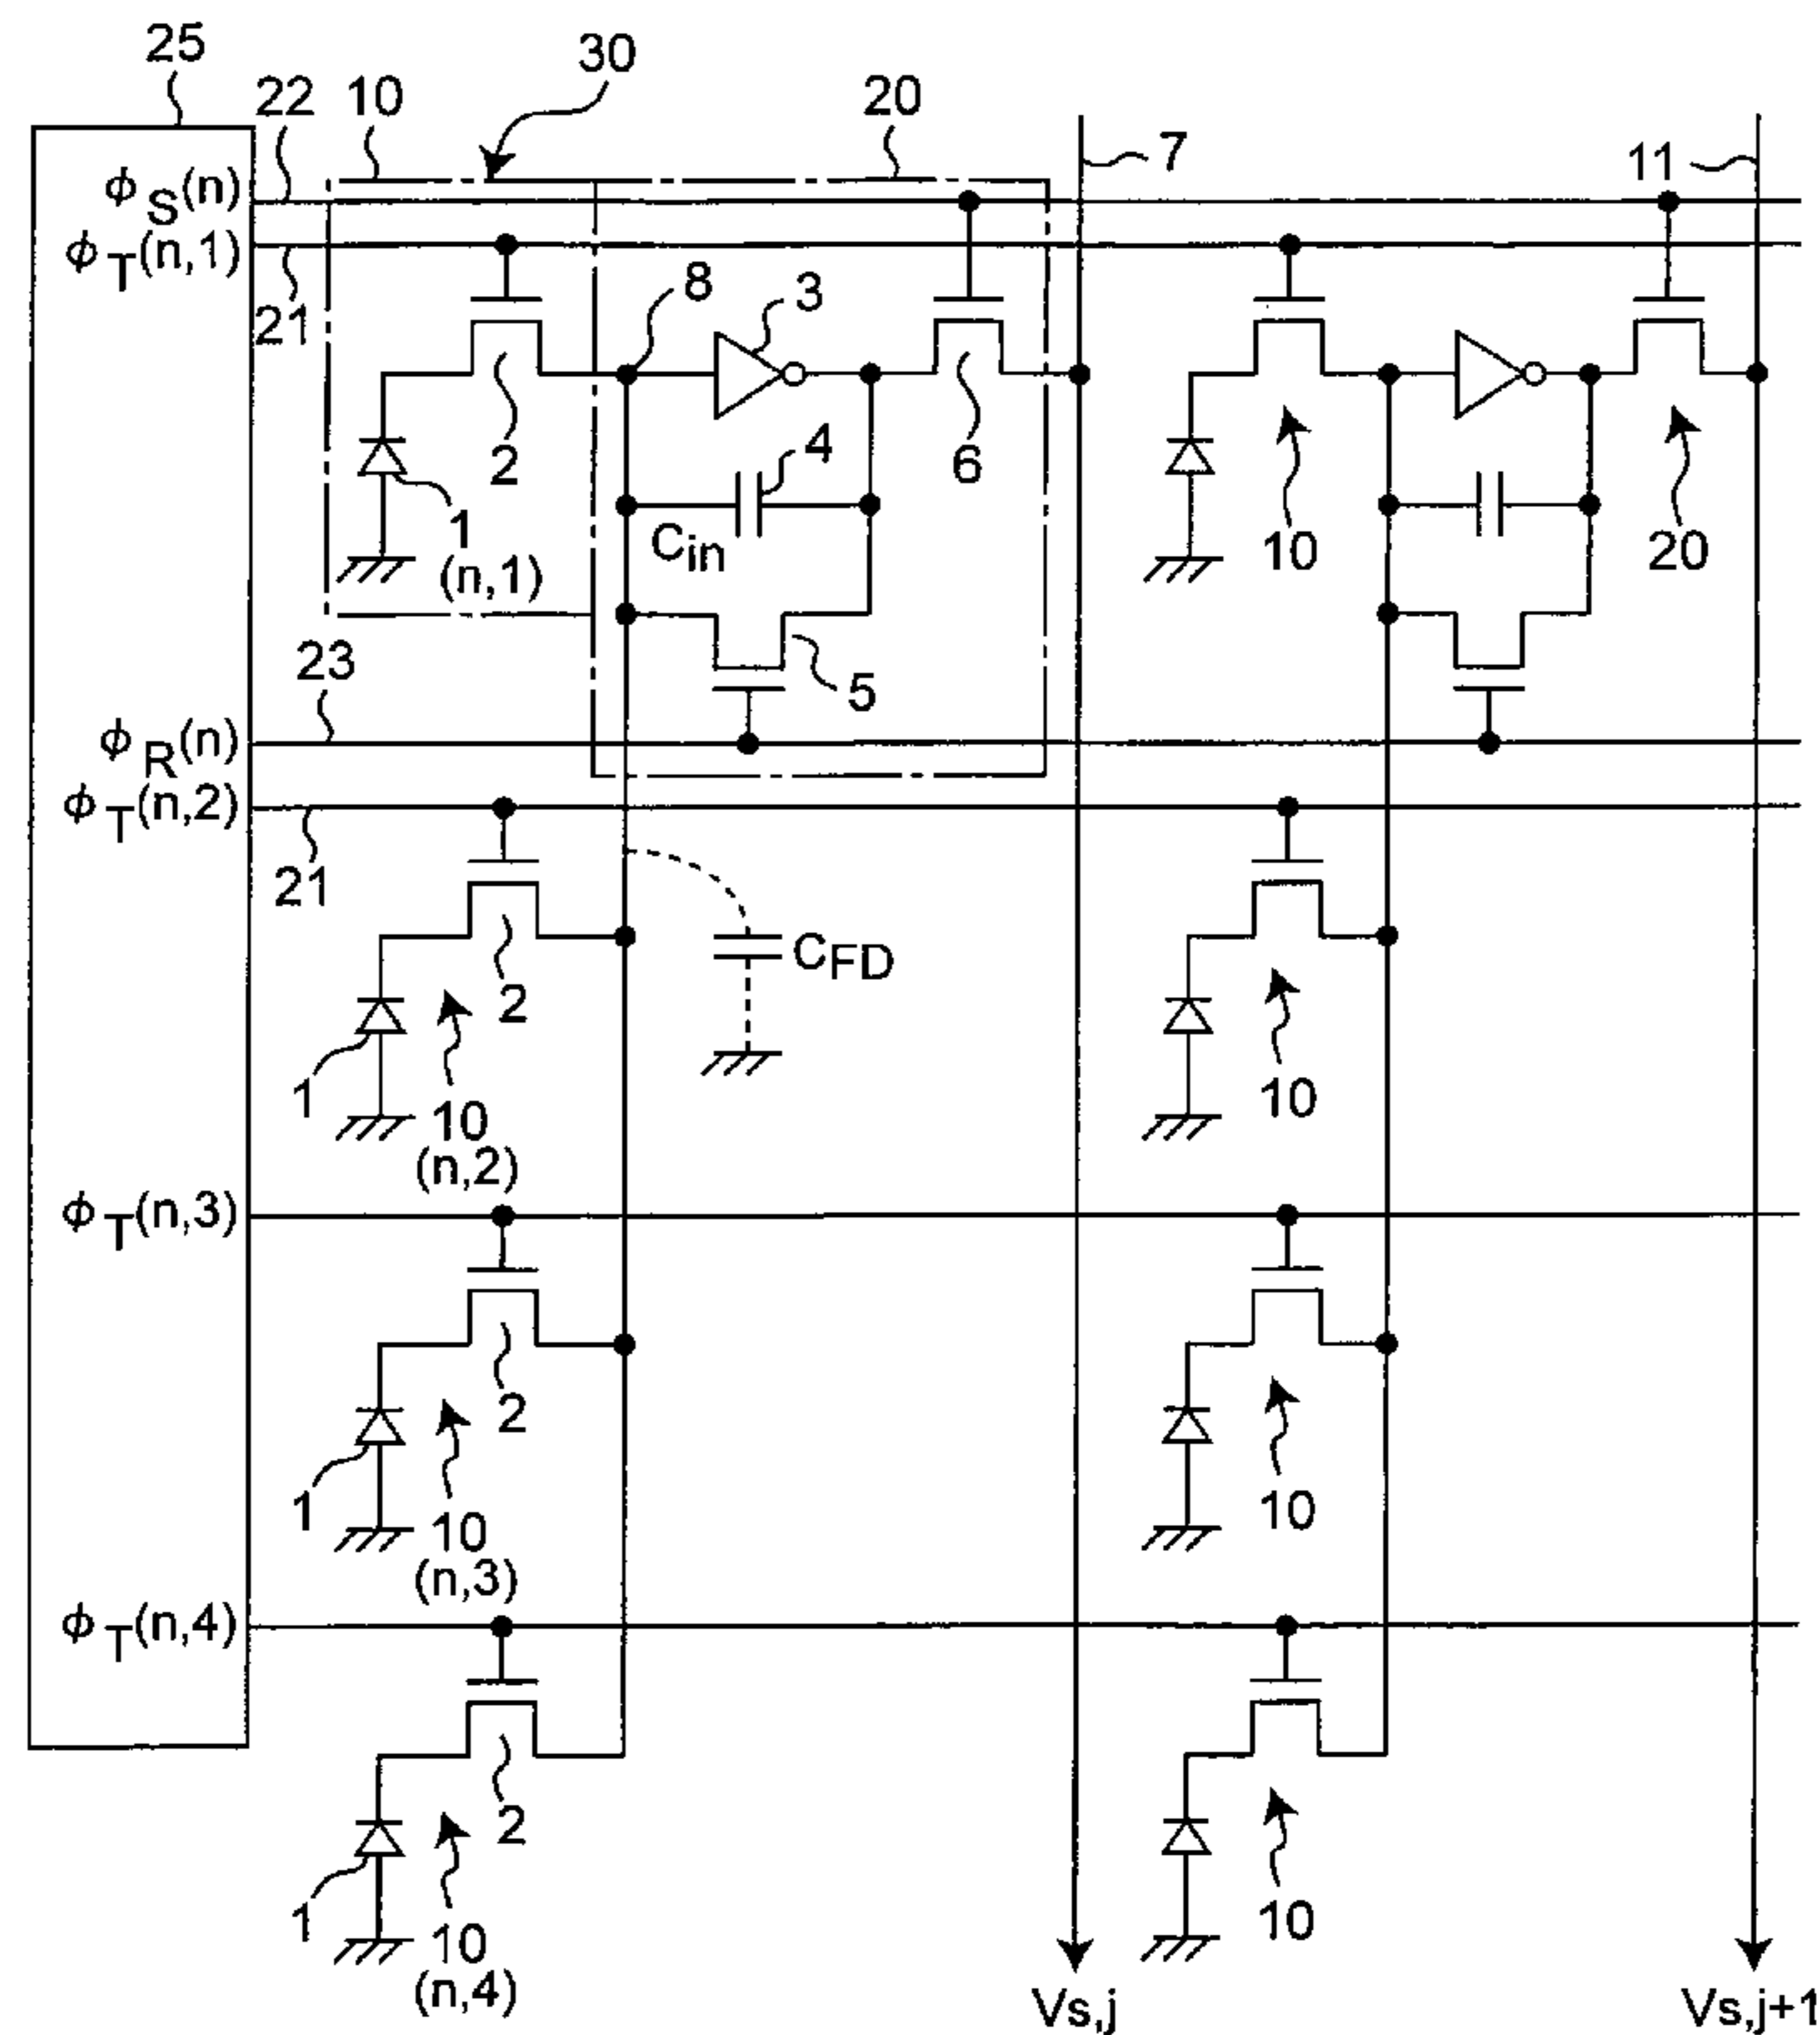 25
22
10
30
20
7
11
ϕS(n)
ϕT(n,1)
21
8
3
2
6
4
10
20
1
(n,1)
Cin
5
23
ϕR(n)
ϕT(n,2)
21
2
CFD
1
10
(n,2)
10
ϕT(n,3)
2
1
10
(n,3)
10
ϕT(n,4)
2
1
10
(n,4)
10
Vs,j
Vs,j+1